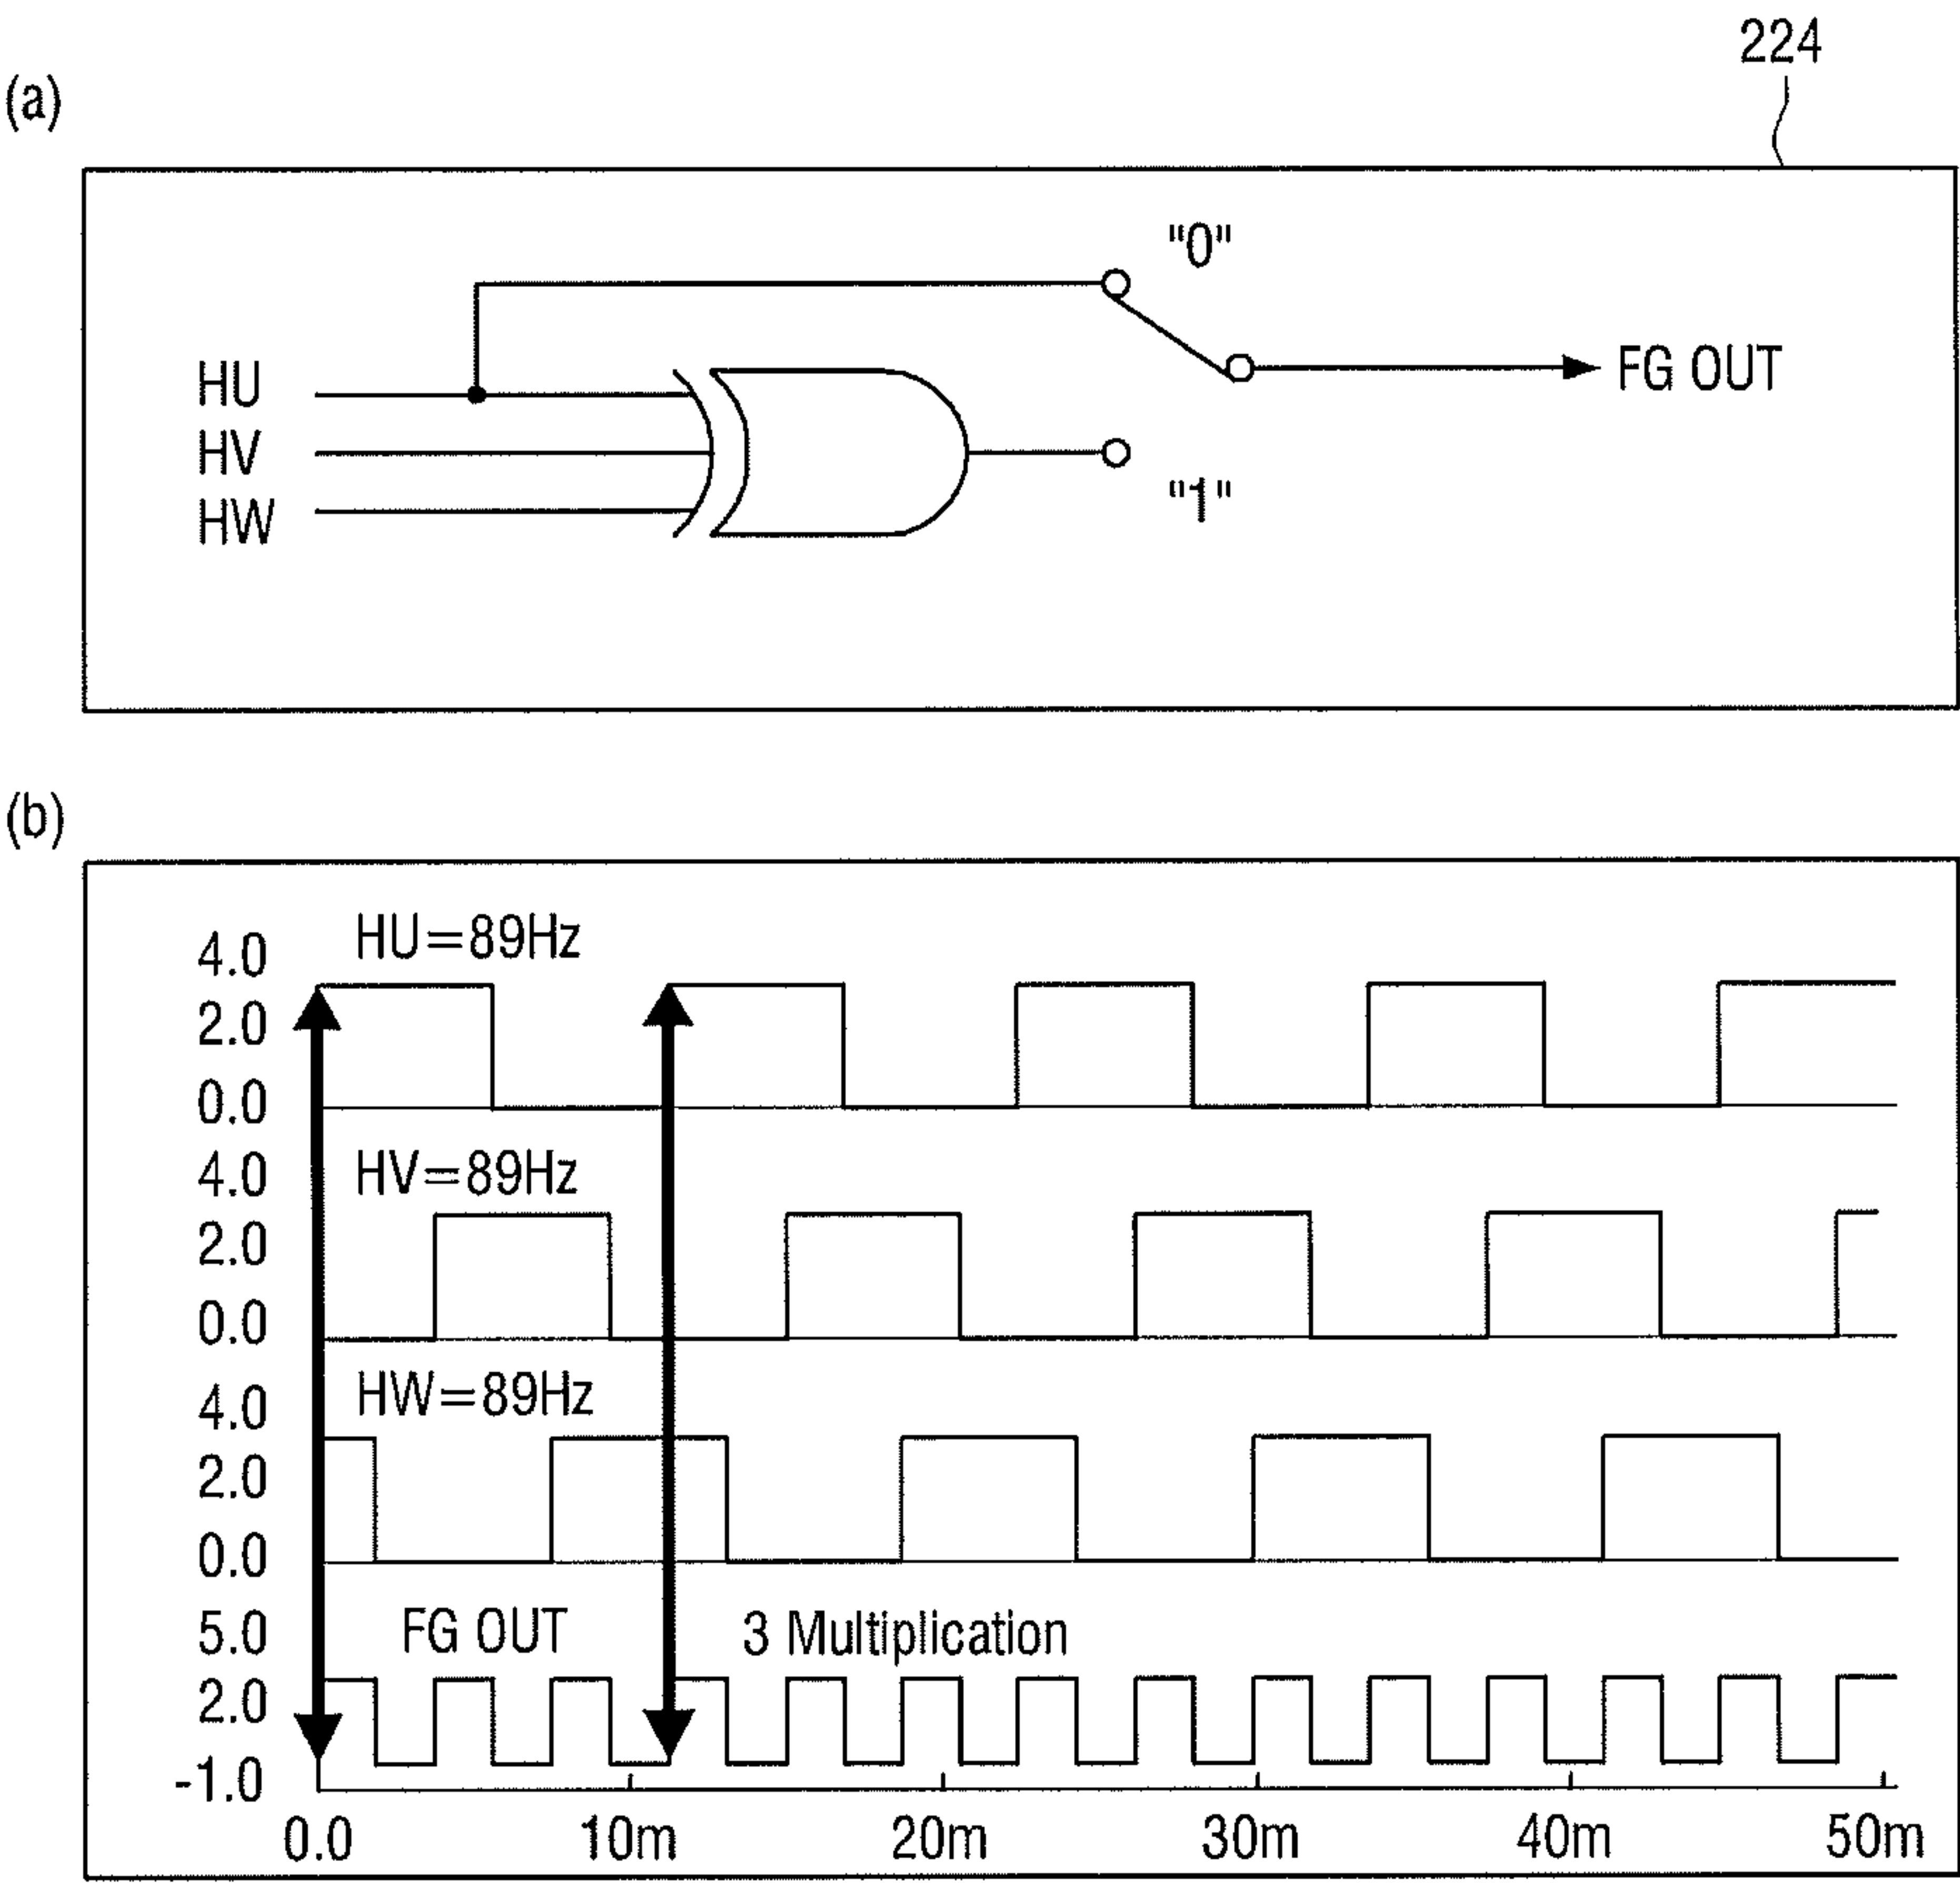 224
(a)
"0"
HU
FG OUT
HV
HW
"1"
(b)
HU=89Hz
4.0
2.0
0.0
HV=89Hz
4.0
2.0
0.0
HW=89Hz
4.0
2.0
0.0
FG OUT
3 Multiplication
5.0
2.0
-1.0
0.0 10m 20m 30m 40m 50m